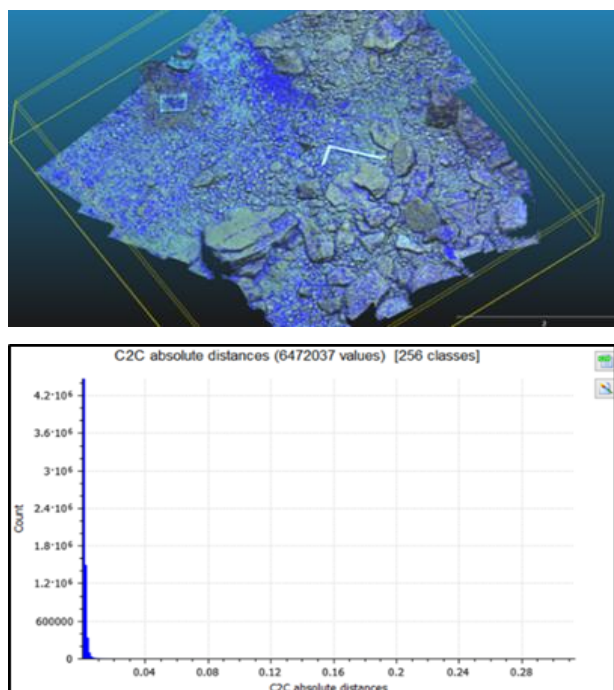 2
C2C absolute distances (6472037 values) [256 classes]
4.2·10⁶
3.6·10⁶
3·10⁶
2.4·10⁶
1.8·10⁶
1.2·10⁶
600000
0
Count
0.04 0.08 0.12 0.16 0.2 0.24 0.28
C2C absolute distances